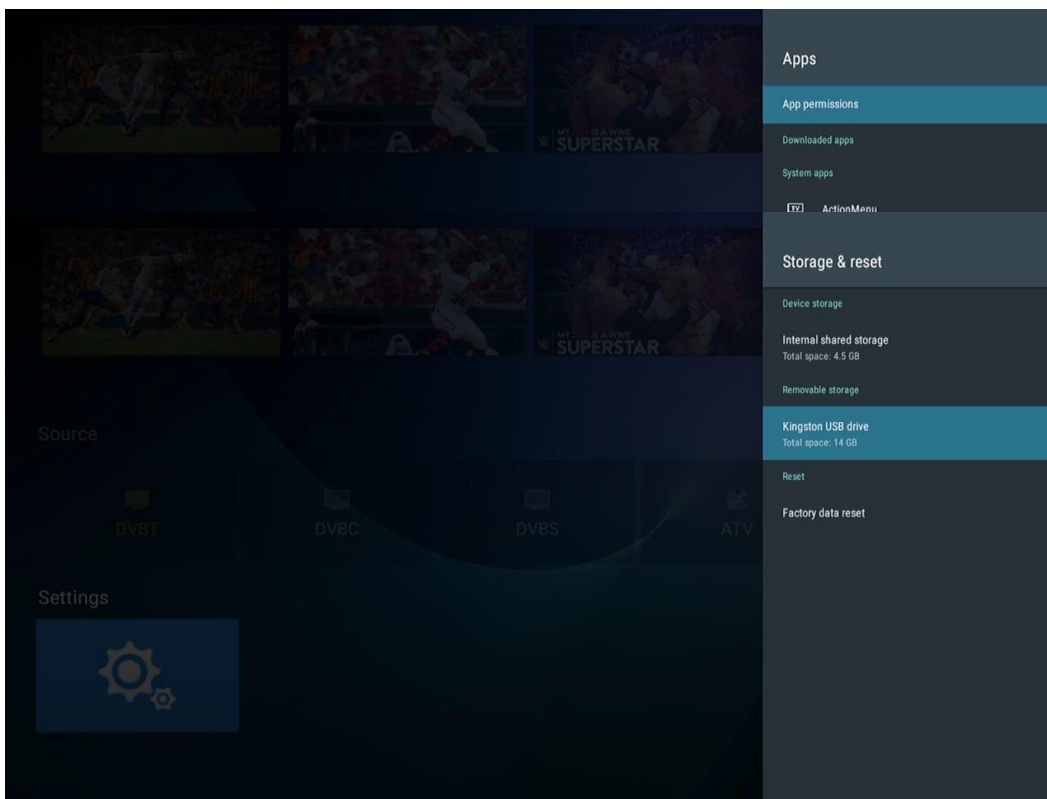 Apps
App permissions
Downloaded apps
System apps
TV ActionMenu
MY IS A WWE
SUPERSTAR
Storage & reset
Device storage
Internal shared storage
Total space: 4.5 GB
Removable storage
Kingston USB drive
Total space: 14 GB
Reset
Factory data reset
MY IS A WWE
SUPERSTAR
Source
DVBT
DVBC
DVBS
ATV
Settings